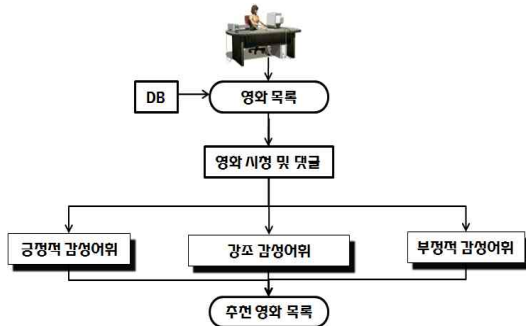 DB
영화 목록
영화 시청 및 댓글
긍정적 감성어휘
강조 감성어휘
부정적 감성어휘
추천 영화 목록